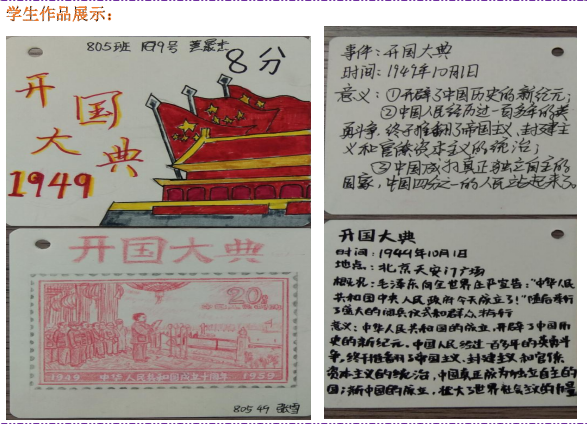 学生作品展示：
805班 19号
8分
开国
大典
1949
事件：开国大典
时间：1949年10月1日
意义：①开辟了中国历史的新纪元；
②中国人民经历过一百多年的英
勇斗争，终于推翻了帝国主义、封建主
义和官僚资本主义的统治；
③中国成为真正独立自主的
国家，中国四分之一的人民站起来了。
开国大典
20分
1949 中华人民共和国成立十周年 1959
805 49 张雪
开国大典
时间：1949年10月1日
地点：北京天安门广场
概况：毛泽东向全世界庄严宣告："中华人民
共和国中央人民政府今天成立了！"随后举行
了盛大的阅兵仪式和群众游行
意义：中华人民共和国的成立，开辟了中国历
史的新纪元，中国人民经过一百多年的英勇斗
争，终于推翻了帝国主义、封建主义和官僚
资本主义的统治，中国真正成为独立自主的
国；新中国的成立，壮大了世界社会主义的力量